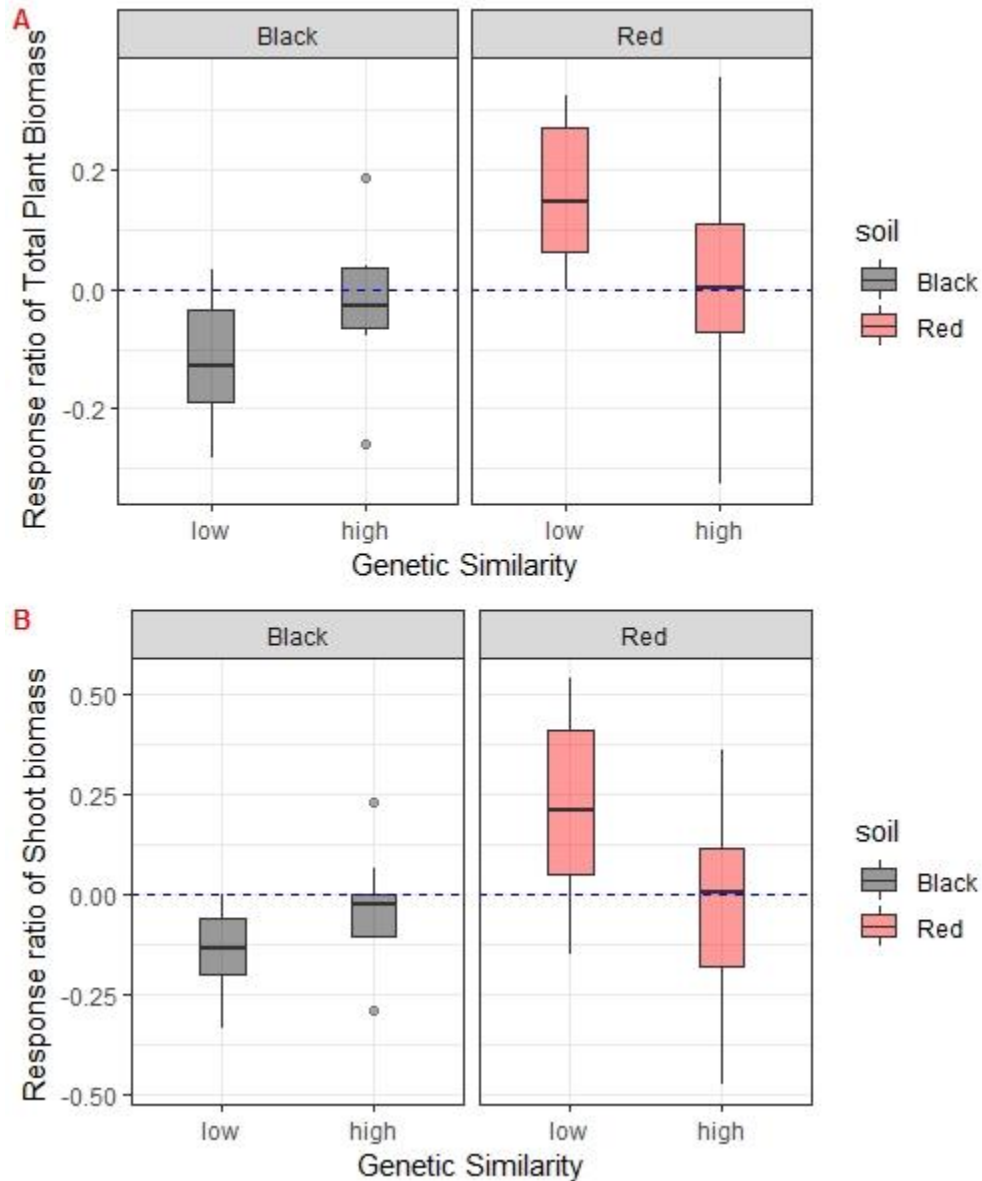 A
Black
Red
Response ratio of Total Plant Biomass
0.2
0.0
-0.2
low
high
low
high
Genetic Similarity
soil
Black
Red
B
Black
Red
Response ratio of Shoot biomass
0.50
0.25
0.00
-0.25
-0.50
low
high
low
high
Genetic Similarity
soil
Black
Red